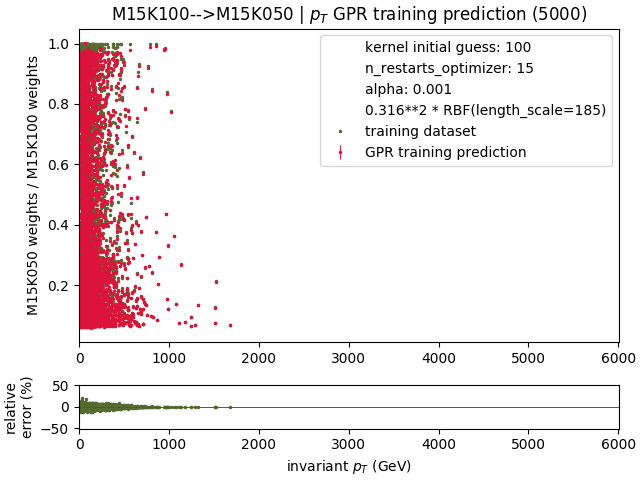 M15K100-->M15K050 | p_T GPR training prediction (5000)
M15K050 weights / M15K100 weights
1.0
0.8
0.6
0.4
0.2
kernel initial guess: 100
n_restarts_optimizer: 15
alpha: 0.001
0.316**2 * RBF(length_scale=185)
training dataset
GPR training prediction
0 1000 2000 3000 4000 5000 6000
relative
error (%)
50
0
−50
0 1000 2000 3000 4000 5000 6000
invariant p_T (GeV)